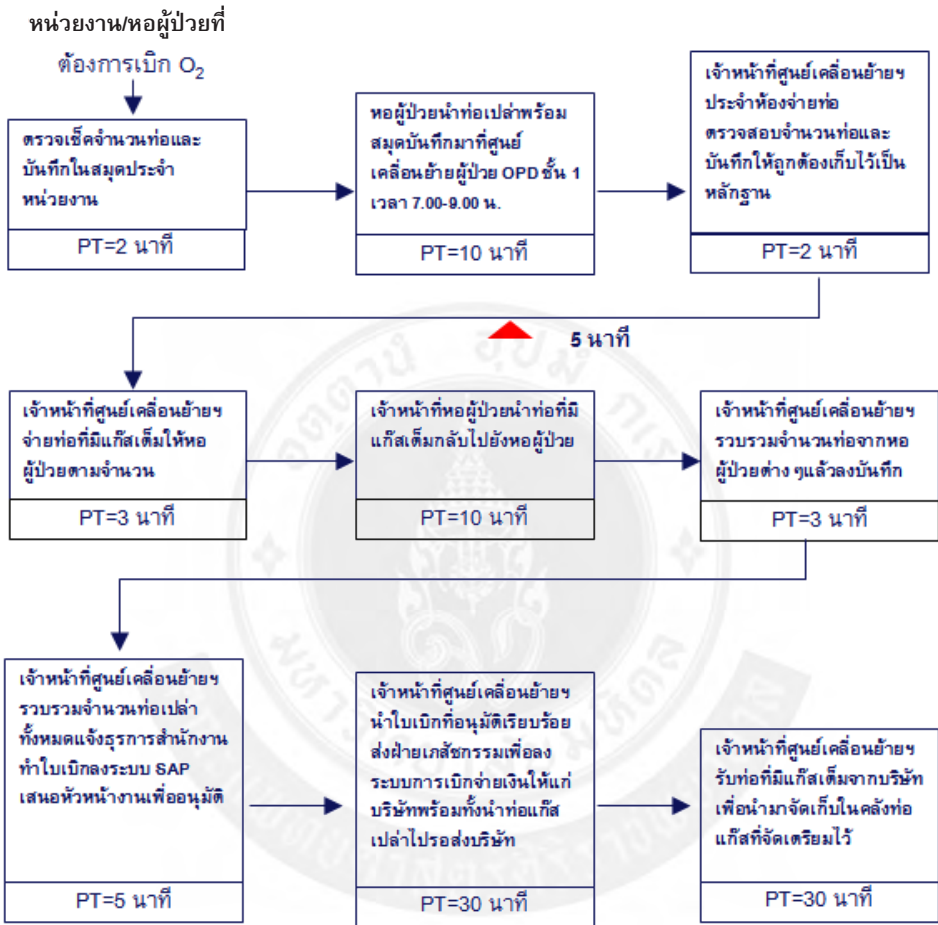 หน่วยงาน/หอผู้ป่วยที่
ต้องการเบิก O₂
ตรวจเช็คจำนวนท่อและ
บันทึกในสมุดประจำ
หน่วยงาน
PT=2 นาที
หอผู้ป่วยนำท่อเปล่าพร้อม
สมุดบันทึกมาที่ศูนย์
เคลื่อนย้ายผู้ป่วย OPD ชั้น 1
เวลา 7.00-9.00 น.
PT=10 นาที
เจ้าหน้าที่ศูนย์เคลื่อนย้ายฯ
ประจำห้องจ่ายท่อ
ตรวจสอบจำนวนท่อและ
บันทึกให้ถูกต้องเก็บไว้เป็น
หลักฐาน
PT=2 นาที
5 นาที
เจ้าหน้าที่ศูนย์เคลื่อนย้ายฯ
จ่ายท่อที่มีแก๊สเต็มให้หอ
ผู้ป่วยตามจำนวน
PT=3 นาที
เจ้าหน้าที่หอผู้ป่วยนำท่อที่มี
แก๊สเต็มกลับไปยังหอผู้ป่วย
PT=10 นาที
เจ้าหน้าที่ศูนย์เคลื่อนย้ายฯ
รวบรวมจำนวนท่อจากหอ
ผู้ป่วยต่าง ๆแล้วลงบันทึก
PT=3 นาที
เจ้าหน้าที่ศูนย์เคลื่อนย้ายฯ
รวบรวมจำนวนท่อเปล่า
ทั้งหมดแจ้งธุรการสำนักงาน
ทำใบเบิกลงระบบ SAP
เสนอหัวหน้างานเพื่ออนุมัติ
PT=5 นาที
เจ้าหน้าที่ศูนย์เคลื่อนย้ายฯ
นำใบเบิกที่อนุมัติเรียบร้อย
ส่งฝ่ายเภสัชกรรมเพื่อลง
ระบบการเบิกจ่ายเงินให้แก่
บริษัทพร้อมทั้งนำท่อแก๊ส
เปล่าไปรอส่งบริษัท
PT=30 นาที
เจ้าหน้าที่ศูนย์เคลื่อนย้ายฯ
รับท่อที่มีแก๊สเต็มจากบริษัท
เพื่อนำมาจัดเก็บในคลังท่อ
แก๊สที่จัดเตรียมไว้
PT=30 นาที
อตฺตานํ อุปมํ กเร
มหาวิทยาลัยมหิดล